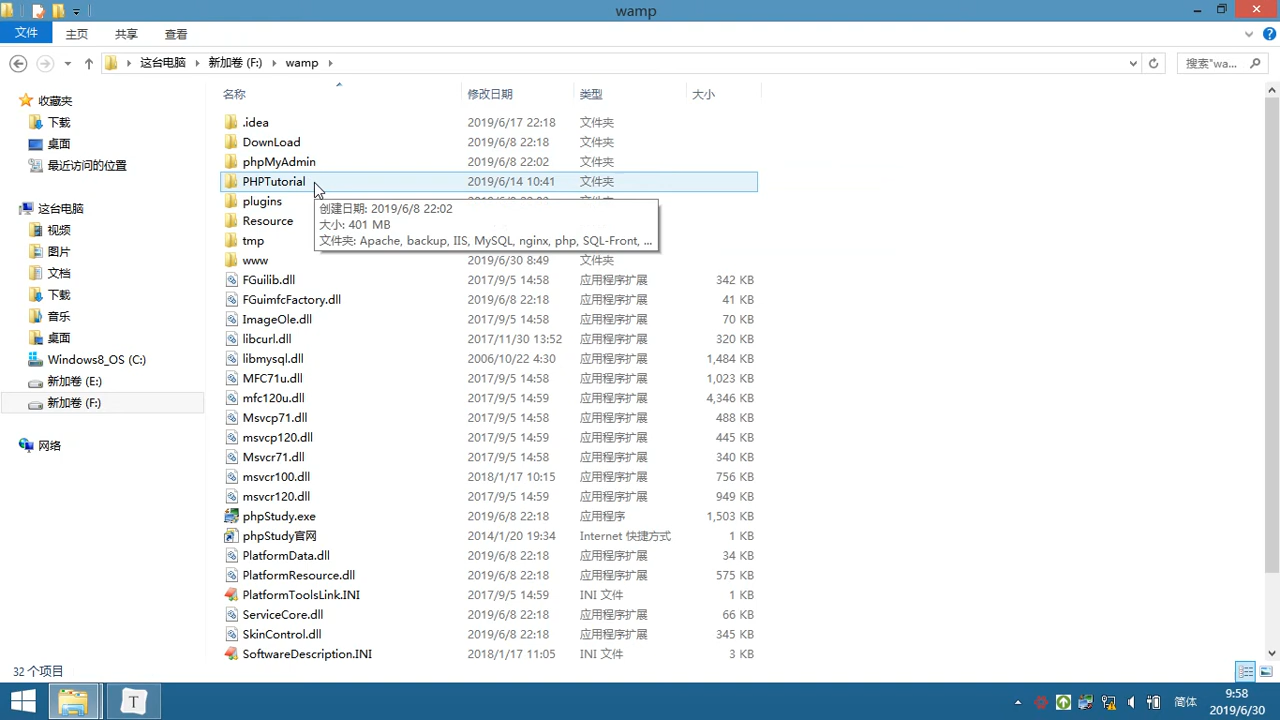 wamp
文件 主页 共享 查看
这台电脑 新加卷 (F:) wamp 搜索"wa...
收藏夹
下载
桌面
最近访问的位置
这台电脑
视频
图片
文档
下载
音乐
桌面
Windows8_OS (C:)
新加卷 (E:)
新加卷 (F:)
网络
名称 修改日期 类型 大小
.idea 2019/6/17 22:18 文件夹
DownLoad 2019/6/8 22:18 文件夹
phpMyAdmin 2019/6/8 22:02 文件夹
PHPTutorial 2019/6/14 10:41 文件夹
plugins
Resource
tmp
www 2019/6/30 8:49 文件夹
创建日期: 2019/6/8 22:02
大小: 401 MB
文件夹: Apache, backup, IIS, MySQL, nginx, php, SQL-Front, ...
FGuilib.dll 2017/9/5 14:58 应用程序扩展 342 KB
FGuimfcFactory.dll 2019/6/8 22:18 应用程序扩展 41 KB
ImageOle.dll 2017/9/5 14:58 应用程序扩展 70 KB
libcurl.dll 2017/11/30 13:52 应用程序扩展 320 KB
libmysql.dll 2006/10/22 4:30 应用程序扩展 1,484 KB
MFC71u.dll 2017/9/5 14:58 应用程序扩展 1,023 KB
mfc120u.dll 2017/9/5 14:58 应用程序扩展 4,346 KB
Msvcp71.dll 2017/9/5 14:58 应用程序扩展 488 KB
msvcp120.dll 2017/9/5 14:59 应用程序扩展 445 KB
Msvcr71.dll 2017/9/5 14:58 应用程序扩展 340 KB
msvcr100.dll 2018/1/17 10:15 应用程序扩展 756 KB
msvcr120.dll 2017/9/5 14:59 应用程序扩展 949 KB
phpStudy.exe 2019/6/8 22:18 应用程序 1,503 KB
phpStudy官网 2014/1/20 19:34 Internet 快捷方式 1 KB
PlatformData.dll 2019/6/8 22:18 应用程序扩展 34 KB
PlatformResource.dll 2019/6/8 22:18 应用程序扩展 575 KB
PlatformToolsLink.INI 2017/9/5 14:59 INI 文件 1 KB
ServiceCore.dll 2019/6/8 22:18 应用程序扩展 66 KB
SkinControl.dll 2019/6/8 22:18 应用程序扩展 345 KB
SoftwareDescription.INI 2018/1/17 11:05 INI 文件 3 KB
32 个项目
T
简体
9:58
2019/6/30